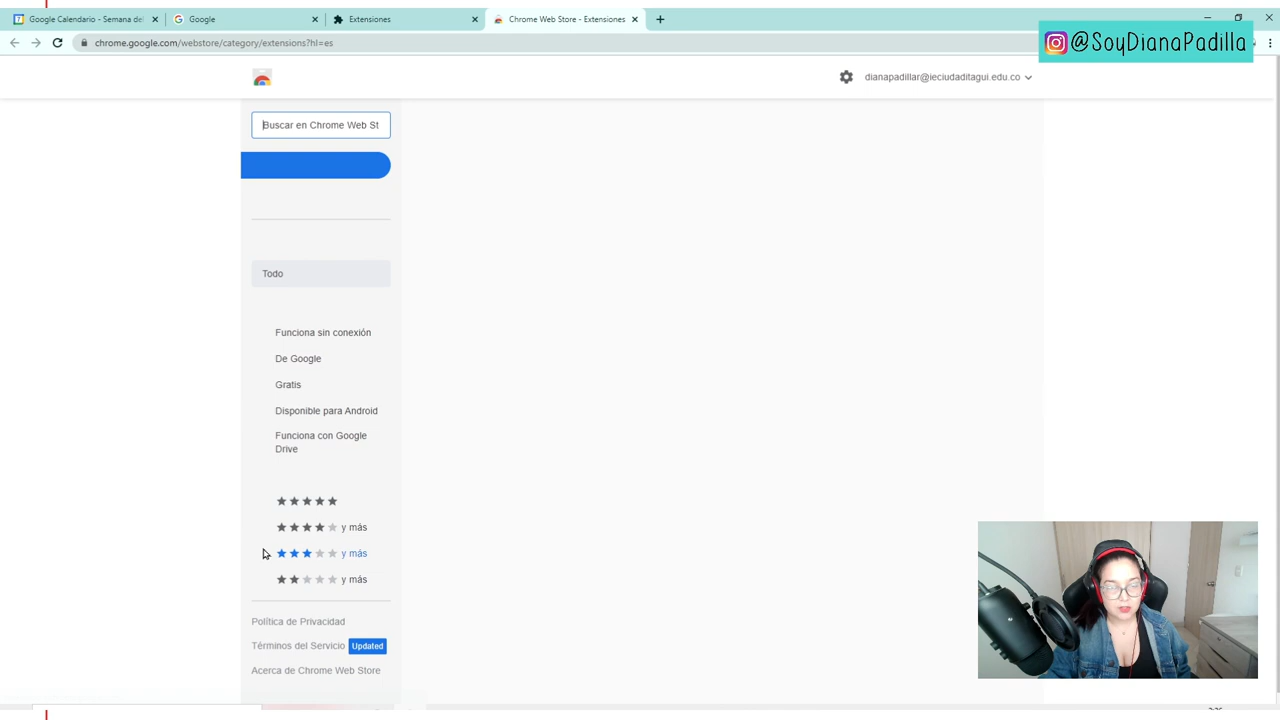 Google Calendario - Semana del
Google
Extensiones
Chrome Web Store - Extensiones
chrome.google.com/webstore/category/extensions?hl=es
@SoyDianaPadilla
dianapadillar@ieciudaditagui.edu.co
Buscar en Chrome Web St
Todo
Funciona sin conexión
De Google
Gratis
Disponible para Android
Funciona con Google
Drive
y más
y más
y más
Política de Privacidad
Términos del Servicio Updated
Acerca de Chrome Web Store